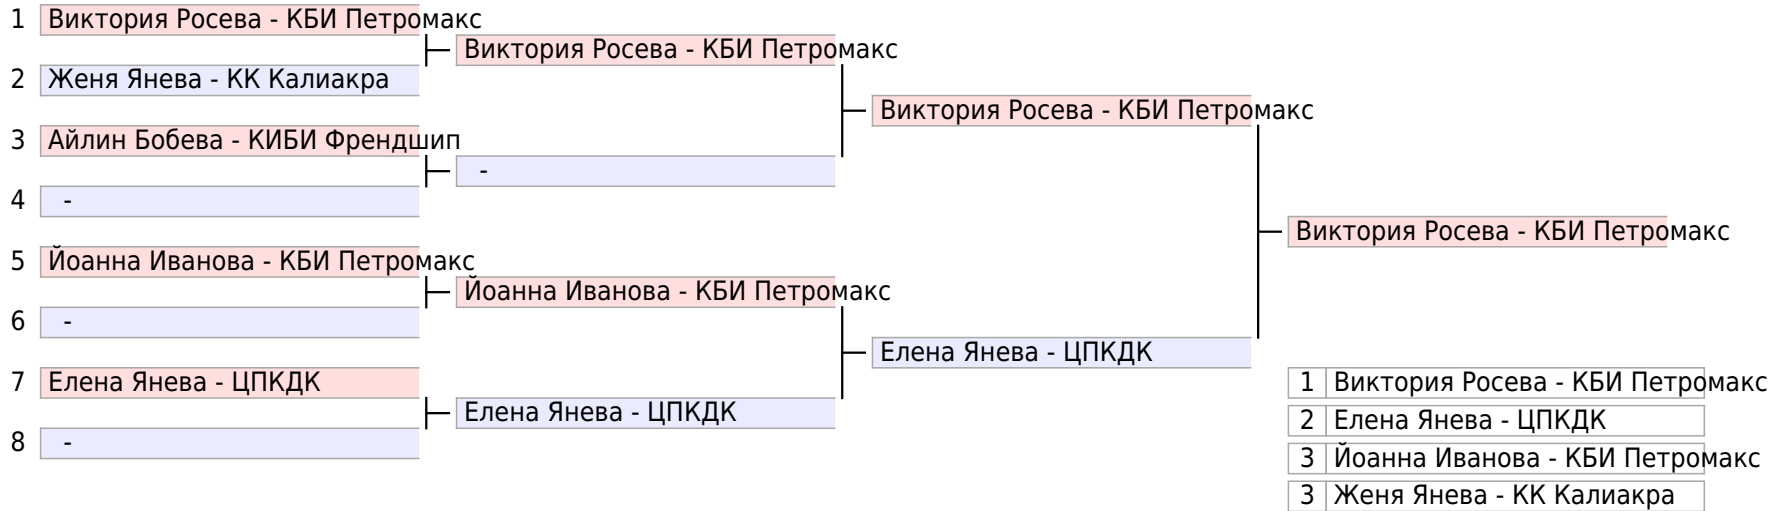 1 Виктория Росева - КБИ Петромакс
Виктория Росева - КБИ Петромакс
2 Женя Янева - КК Калиакра
Виктория Росева - КБИ Петромакс
3 Айлин Бобева - КИБИ Френдшип
-
4 -
Виктория Росева - КБИ Петромакс
5 Йоанна Иванова - КБИ Петромакс
Йоанна Иванова - КБИ Петромакс
6 -
Елена Янева - ЦПКДК
7 Елена Янева - ЦПКДК
Елена Янева - ЦПКДК
8 -
1 Виктория Росева - КБИ Петромакс
2 Елена Янева - ЦПКДК
3 Йоанна Иванова - КБИ Петромакс
3 Женя Янева - КК Калиакра